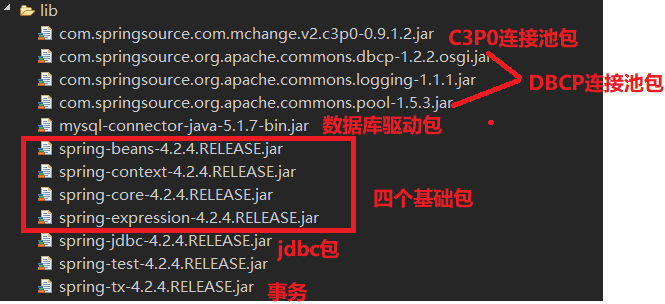 lib
com.springsource.com.mchange.v2.c3p0-0.9.1.2.jar C3P0连接池包
com.springsource.org.apache.commons.dbcp-1.2.2.osgi.jar
com.springsource.org.apache.commons.logging-1.1.1.jar DBCP连接池包
com.springsource.org.apache.commons.pool-1.5.3.jar
mysql-connector-java-5.1.7-bin.jar 数据库驱动包
spring-beans-4.2.4.RELEASE.jar
spring-context-4.2.4.RELEASE.jar
spring-core-4.2.4.RELEASE.jar 四个基础包
spring-expression-4.2.4.RELEASE.jar
spring-jdbc-4.2.4.RELEASE.jar jdbc包
spring-test-4.2.4.RELEASE.jar
spring-tx-4.2.4.RELEASE.jar 事务